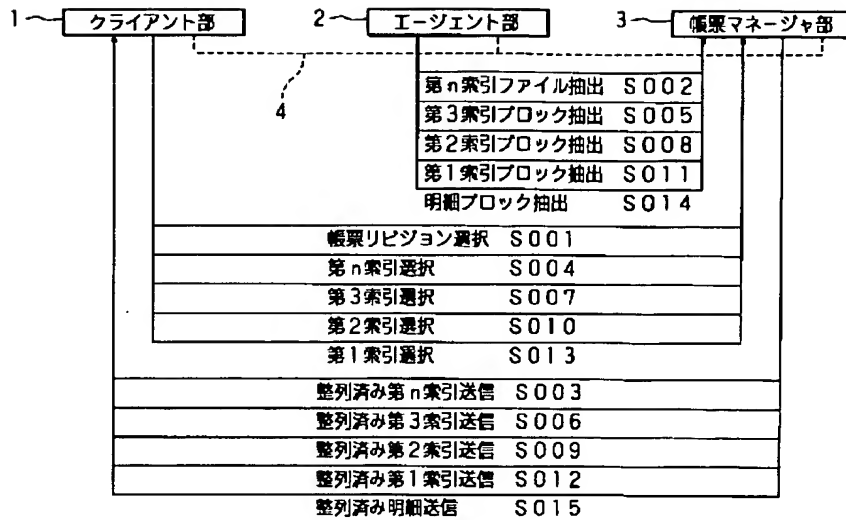 1 クライアント部 2 エージェント部 3 帳票マネージャ部
4
第n索引ファイル抽出 S002
第3索引ブロック抽出 S005
第2索引ブロック抽出 S008
第1索引ブロック抽出 S011
明細ブロック抽出 S014
帳票リビジョン選択 S001
第n索引選択 S004
第3索引選択 S007
第2索引選択 S010
第1索引選択 S013
整列済み第n索引送信 S003
整列済み第3索引送信 S006
整列済み第2索引送信 S009
整列済み第1索引送信 S012
整列済み明細送信 S015